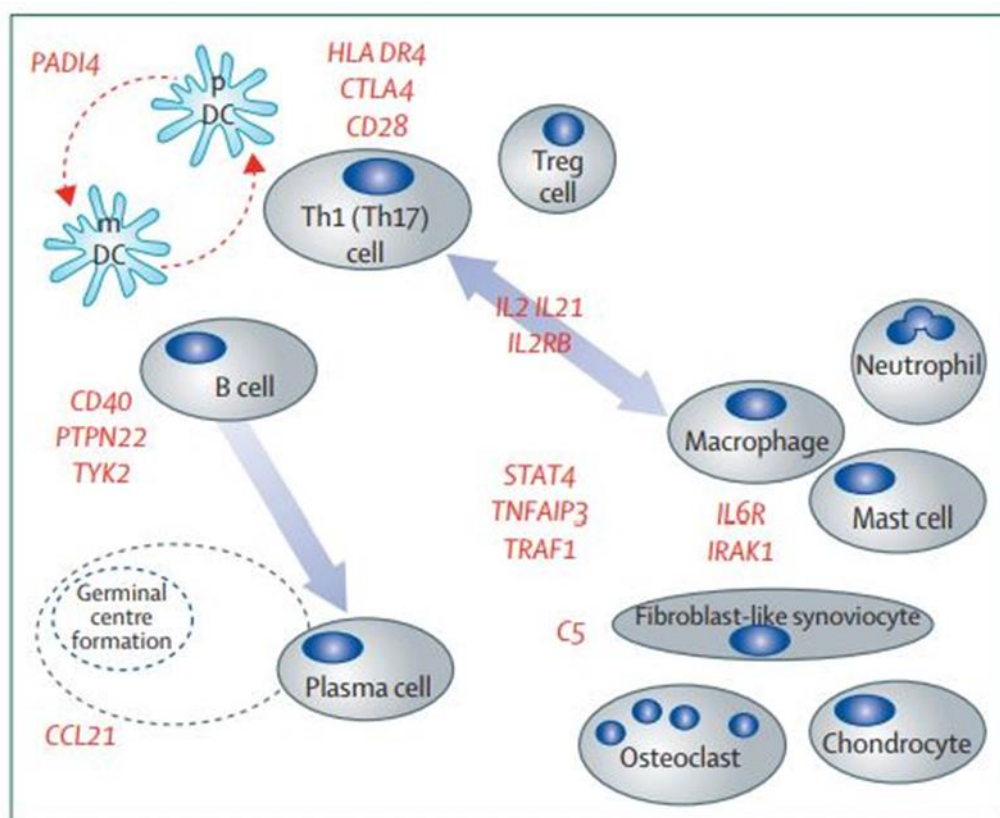 PADI4
p
DC
m
DC
HLA DR4
CTLA4
CD28
Th1 (Th17)
cell
Treg
cell
IL2 IL21
IL2RB
B cell
CD40
PTPN22
TYK2
Neutrophil
Macrophage
Mast cell
STAT4
TNFAIP3
TRAF1
IL6R
IRAK1
Germinal
centre
formation
Plasma cell
CCL21
C5
Fibroblast-like synoviocyte
Osteoclast
Chondrocyte